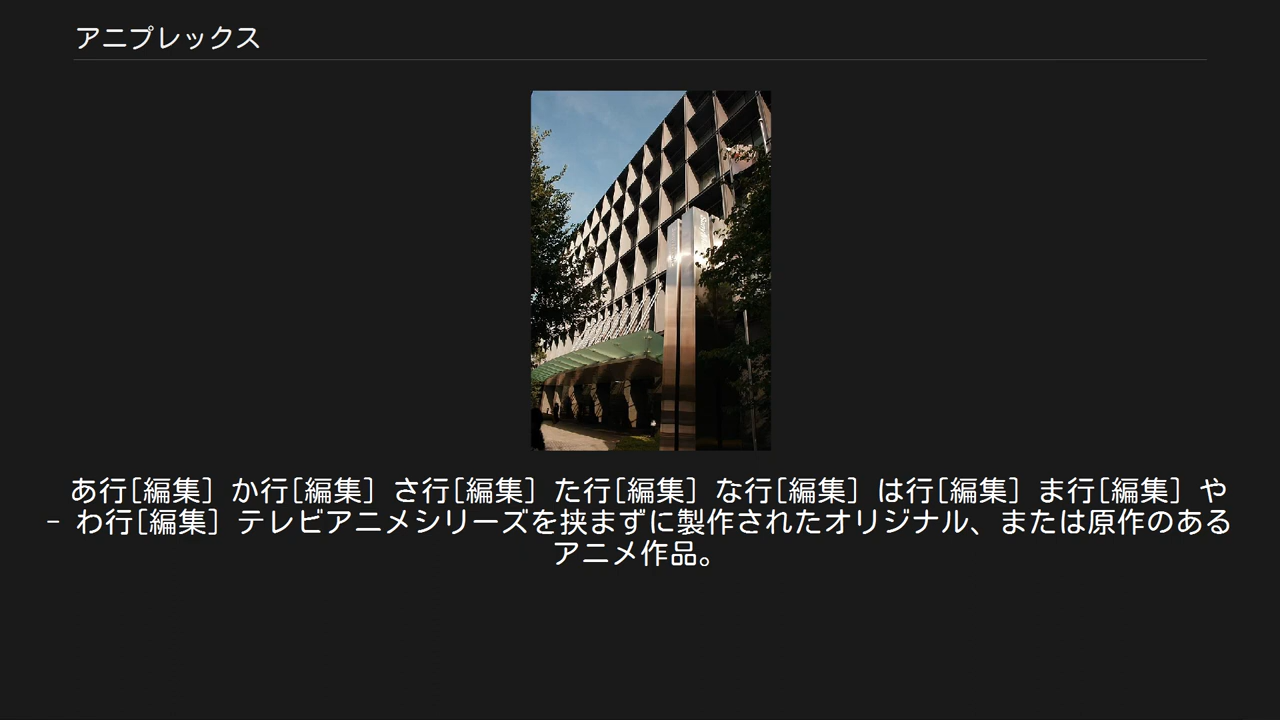 アニプレックス
あ行[編集] か行[編集] さ行[編集] た行[編集] な行[編集] は行[編集] ま行[編集] や
- わ行[編集] テレビアニメシリーズを挟まずに製作されたオリジナル、または原作のある
アニメ作品。